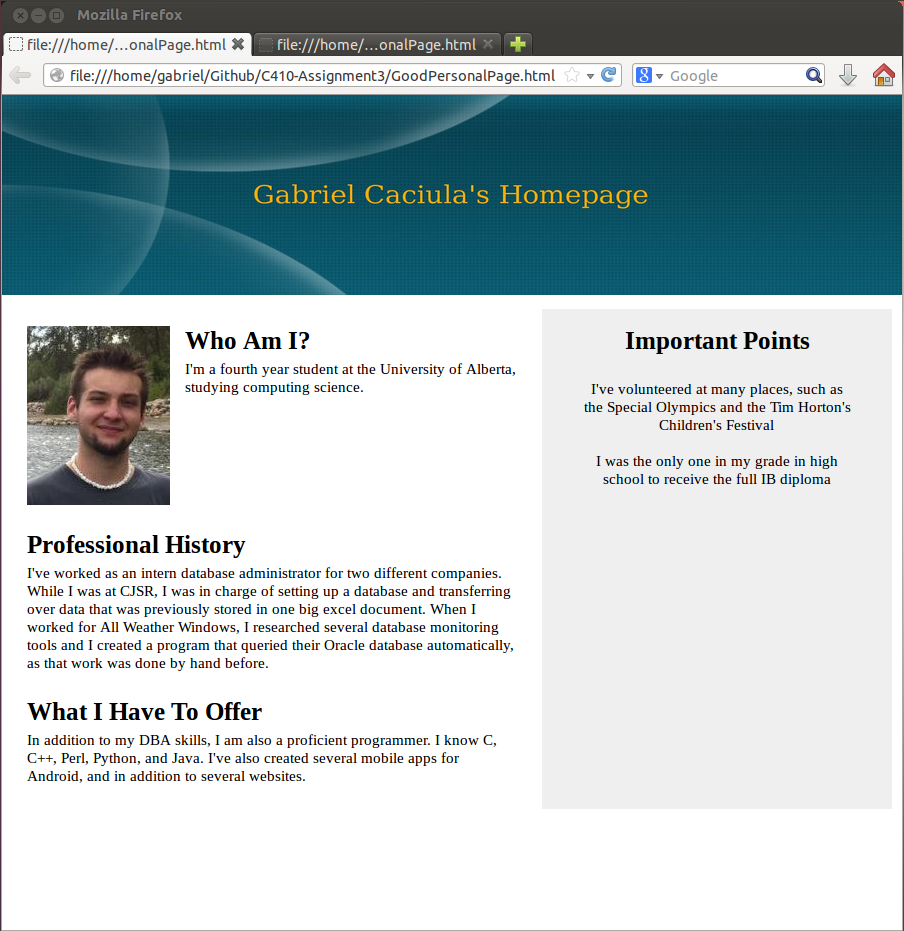 Mozilla Firefox
file:///home/...onalPage.html
file:///home/...onalPage.html
file:///home/gabriel/Github/C410-Assignment3/GoodPersonalPage.html
8
Google
Gabriel Caciula's Homepage
Who Am I?
I'm a fourth year student at the University of Alberta,
studying computing science.
Professional History
I've worked as an intern database administrator for two different companies.
While I was at CJSR, I was in charge of setting up a database and transferring
over data that was previously stored in one big excel document. When I
worked for All Weather Windows, I researched several database monitoring
tools and I created a program that queried their Oracle database automatically,
as that work was done by hand before.
What I Have To Offer
In addition to my DBA skills, I am also a proficient programmer. I know C,
C++, Perl, Python, and Java. I've also created several mobile apps for
Android, and in addition to several websites.
Important Points
I've volunteered at many places, such as
the Special Olympics and the Tim Horton's
Children's Festival
I was the only one in my grade in high
school to receive the full IB diploma